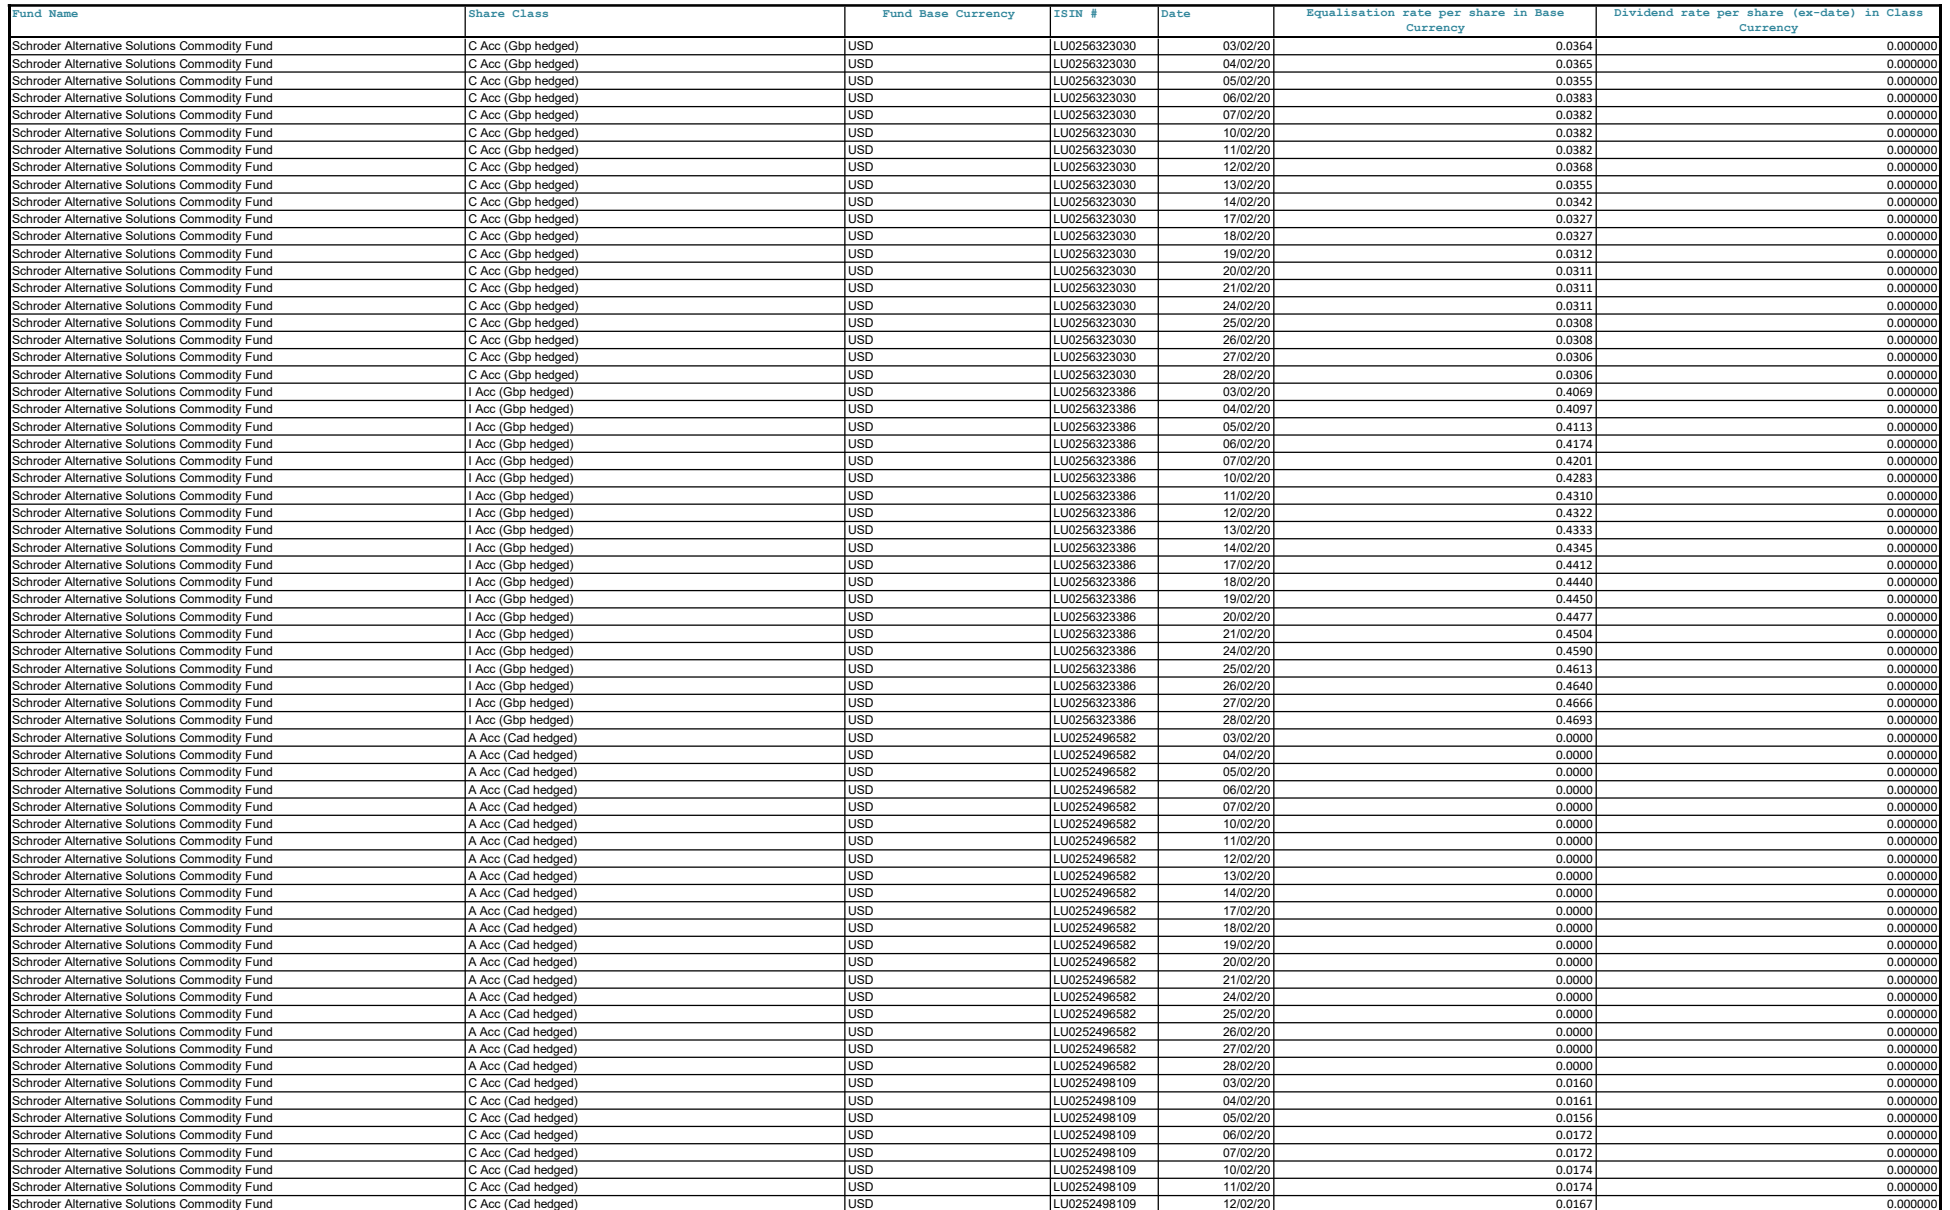 Fund Name Share Class Fund Base Currency ISIN # Date Equalisation rate per share in Base Currency Dividend rate per share (ex-date) in Class Currency
Schroder Alternative Solutions Commodity Fund C Acc (Gbp hedged) USD LU0256323030 03/02/20 0.0364 0.000000
Schroder Alternative Solutions Commodity Fund C Acc (Gbp hedged) USD LU0256323030 04/02/20 0.0365 0.000000
Schroder Alternative Solutions Commodity Fund C Acc (Gbp hedged) USD LU0256323030 05/02/20 0.0355 0.000000
Schroder Alternative Solutions Commodity Fund C Acc (Gbp hedged) USD LU0256323030 06/02/20 0.0383 0.000000
Schroder Alternative Solutions Commodity Fund C Acc (Gbp hedged) USD LU0256323030 07/02/20 0.0382 0.000000
Schroder Alternative Solutions Commodity Fund C Acc (Gbp hedged) USD LU0256323030 10/02/20 0.0382 0.000000
Schroder Alternative Solutions Commodity Fund C Acc (Gbp hedged) USD LU0256323030 11/02/20 0.0382 0.000000
Schroder Alternative Solutions Commodity Fund C Acc (Gbp hedged) USD LU0256323030 12/02/20 0.0368 0.000000
Schroder Alternative Solutions Commodity Fund C Acc (Gbp hedged) USD LU0256323030 13/02/20 0.0355 0.000000
Schroder Alternative Solutions Commodity Fund C Acc (Gbp hedged) USD LU0256323030 14/02/20 0.0342 0.000000
Schroder Alternative Solutions Commodity Fund C Acc (Gbp hedged) USD LU0256323030 17/02/20 0.0327 0.000000
Schroder Alternative Solutions Commodity Fund C Acc (Gbp hedged) USD LU0256323030 18/02/20 0.0327 0.000000
Schroder Alternative Solutions Commodity Fund C Acc (Gbp hedged) USD LU0256323030 19/02/20 0.0312 0.000000
Schroder Alternative Solutions Commodity Fund C Acc (Gbp hedged) USD LU0256323030 20/02/20 0.0311 0.000000
Schroder Alternative Solutions Commodity Fund C Acc (Gbp hedged) USD LU0256323030 21/02/20 0.0311 0.000000
Schroder Alternative Solutions Commodity Fund C Acc (Gbp hedged) USD LU0256323030 24/02/20 0.0311 0.000000
Schroder Alternative Solutions Commodity Fund C Acc (Gbp hedged) USD LU0256323030 25/02/20 0.0308 0.000000
Schroder Alternative Solutions Commodity Fund C Acc (Gbp hedged) USD LU0256323030 26/02/20 0.0308 0.000000
Schroder Alternative Solutions Commodity Fund C Acc (Gbp hedged) USD LU0256323030 27/02/20 0.0306 0.000000
Schroder Alternative Solutions Commodity Fund C Acc (Gbp hedged) USD LU0256323030 28/02/20 0.0306 0.000000
Schroder Alternative Solutions Commodity Fund I Acc (Gbp hedged) USD LU0256323386 03/02/20 0.4069 0.000000
Schroder Alternative Solutions Commodity Fund I Acc (Gbp hedged) USD LU0256323386 04/02/20 0.4097 0.000000
Schroder Alternative Solutions Commodity Fund I Acc (Gbp hedged) USD LU0256323386 05/02/20 0.4113 0.000000
Schroder Alternative Solutions Commodity Fund I Acc (Gbp hedged) USD LU0256323386 06/02/20 0.4174 0.000000
Schroder Alternative Solutions Commodity Fund I Acc (Gbp hedged) USD LU0256323386 07/02/20 0.4201 0.000000
Schroder Alternative Solutions Commodity Fund I Acc (Gbp hedged) USD LU0256323386 10/02/20 0.4283 0.000000
Schroder Alternative Solutions Commodity Fund I Acc (Gbp hedged) USD LU0256323386 11/02/20 0.4310 0.000000
Schroder Alternative Solutions Commodity Fund I Acc (Gbp hedged) USD LU0256323386 12/02/20 0.4322 0.000000
Schroder Alternative Solutions Commodity Fund I Acc (Gbp hedged) USD LU0256323386 13/02/20 0.4333 0.000000
Schroder Alternative Solutions Commodity Fund I Acc (Gbp hedged) USD LU0256323386 14/02/20 0.4345 0.000000
Schroder Alternative Solutions Commodity Fund I Acc (Gbp hedged) USD LU0256323386 17/02/20 0.4412 0.000000
Schroder Alternative Solutions Commodity Fund I Acc (Gbp hedged) USD LU0256323386 18/02/20 0.4440 0.000000
Schroder Alternative Solutions Commodity Fund I Acc (Gbp hedged) USD LU0256323386 19/02/20 0.4450 0.000000
Schroder Alternative Solutions Commodity Fund I Acc (Gbp hedged) USD LU0256323386 20/02/20 0.4477 0.000000
Schroder Alternative Solutions Commodity Fund I Acc (Gbp hedged) USD LU0256323386 21/02/20 0.4504 0.000000
Schroder Alternative Solutions Commodity Fund I Acc (Gbp hedged) USD LU0256323386 24/02/20 0.4590 0.000000
Schroder Alternative Solutions Commodity Fund I Acc (Gbp hedged) USD LU0256323386 25/02/20 0.4613 0.000000
Schroder Alternative Solutions Commodity Fund I Acc (Gbp hedged) USD LU0256323386 26/02/20 0.4640 0.000000
Schroder Alternative Solutions Commodity Fund I Acc (Gbp hedged) USD LU0256323386 27/02/20 0.4666 0.000000
Schroder Alternative Solutions Commodity Fund I Acc (Gbp hedged) USD LU0256323386 28/02/20 0.4693 0.000000
Schroder Alternative Solutions Commodity Fund A Acc (Cad hedged) USD LU0252496582 03/02/20 0.0000 0.000000
Schroder Alternative Solutions Commodity Fund A Acc (Cad hedged) USD LU0252496582 04/02/20 0.0000 0.000000
Schroder Alternative Solutions Commodity Fund A Acc (Cad hedged) USD LU0252496582 05/02/20 0.0000 0.000000
Schroder Alternative Solutions Commodity Fund A Acc (Cad hedged) USD LU0252496582 06/02/20 0.0000 0.000000
Schroder Alternative Solutions Commodity Fund A Acc (Cad hedged) USD LU0252496582 07/02/20 0.0000 0.000000
Schroder Alternative Solutions Commodity Fund A Acc (Cad hedged) USD LU0252496582 10/02/20 0.0000 0.000000
Schroder Alternative Solutions Commodity Fund A Acc (Cad hedged) USD LU0252496582 11/02/20 0.0000 0.000000
Schroder Alternative Solutions Commodity Fund A Acc (Cad hedged) USD LU0252496582 12/02/20 0.0000 0.000000
Schroder Alternative Solutions Commodity Fund A Acc (Cad hedged) USD LU0252496582 13/02/20 0.0000 0.000000
Schroder Alternative Solutions Commodity Fund A Acc (Cad hedged) USD LU0252496582 14/02/20 0.0000 0.000000
Schroder Alternative Solutions Commodity Fund A Acc (Cad hedged) USD LU0252496582 17/02/20 0.0000 0.000000
Schroder Alternative Solutions Commodity Fund A Acc (Cad hedged) USD LU0252496582 18/02/20 0.0000 0.000000
Schroder Alternative Solutions Commodity Fund A Acc (Cad hedged) USD LU0252496582 19/02/20 0.0000 0.000000
Schroder Alternative Solutions Commodity Fund A Acc (Cad hedged) USD LU0252496582 20/02/20 0.0000 0.000000
Schroder Alternative Solutions Commodity Fund A Acc (Cad hedged) USD LU0252496582 21/02/20 0.0000 0.000000
Schroder Alternative Solutions Commodity Fund A Acc (Cad hedged) USD LU0252496582 24/02/20 0.0000 0.000000
Schroder Alternative Solutions Commodity Fund A Acc (Cad hedged) USD LU0252496582 25/02/20 0.0000 0.000000
Schroder Alternative Solutions Commodity Fund A Acc (Cad hedged) USD LU0252496582 26/02/20 0.0000 0.000000
Schroder Alternative Solutions Commodity Fund A Acc (Cad hedged) USD LU0252496582 27/02/20 0.0000 0.000000
Schroder Alternative Solutions Commodity Fund A Acc (Cad hedged) USD LU0252496582 28/02/20 0.0000 0.000000
Schroder Alternative Solutions Commodity Fund C Acc (Cad hedged) USD LU0252498109 03/02/20 0.0160 0.000000
Schroder Alternative Solutions Commodity Fund C Acc (Cad hedged) USD LU0252498109 04/02/20 0.0161 0.000000
Schroder Alternative Solutions Commodity Fund C Acc (Cad hedged) USD LU0252498109 05/02/20 0.0156 0.000000
Schroder Alternative Solutions Commodity Fund C Acc (Cad hedged) USD LU0252498109 06/02/20 0.0172 0.000000
Schroder Alternative Solutions Commodity Fund C Acc (Cad hedged) USD LU0252498109 07/02/20 0.0172 0.000000
Schroder Alternative Solutions Commodity Fund C Acc (Cad hedged) USD LU0252498109 10/02/20 0.0174 0.000000
Schroder Alternative Solutions Commodity Fund C Acc (Cad hedged) USD LU0252498109 11/02/20 0.0174 0.000000
Schroder Alternative Solutions Commodity Fund C Acc (Cad hedged) USD LU0252498109 12/02/20 0.0167 0.000000